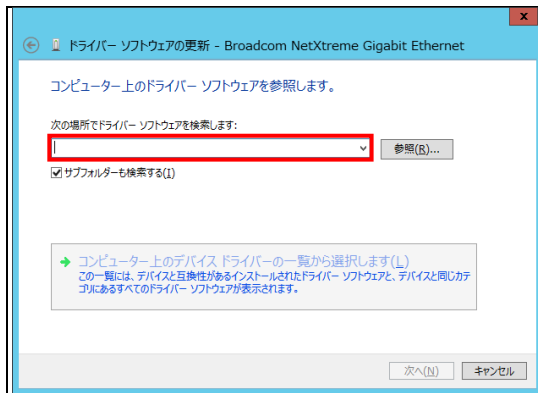 ドライバー ソフトウェアの更新 - Broadcom NetXtreme Gigabit Ethernet
コンピューター上のドライバー ソフトウェアを参照します。
次の場所でドライバー ソフトウェアを検索します:
参照(R)...
サブフォルダーも検索する(I)
コンピューター上のデバイス ドライバーの一覧から選択します(L)
この一覧には、デバイスと互換性があるインストールされたドライバー ソフトウェアと、デバイスと同じカテ
ゴリにあるすべてのドライバー ソフトウェアが表示されます。
次へ(N)
キャンセル